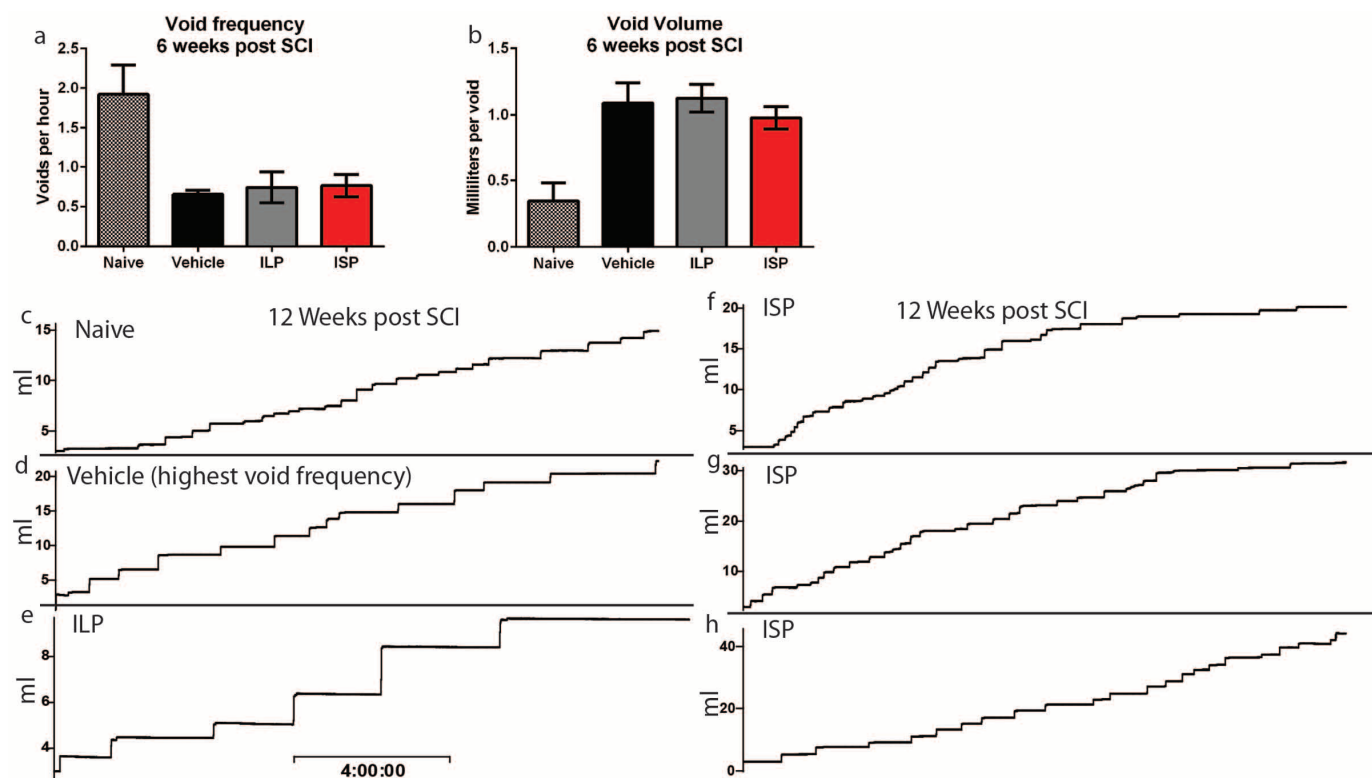 a
Void frequency
6 weeks post SCI
Voids per hour
2.5
2.0
1.5
1.0
0.5
0.0
Naive Vehicle ILP ISP
b
Void Volume
6 weeks post SCI
Milliliters per void
1.5
1.0
0.5
0.0
Naive Vehicle ILP ISP
c
Naive
12 Weeks post SCI
ml
15
10
5
d
Vehicle (highest void frequency)
ml
20
15
10
5
e
ILP
ml
8
6
4
4:00:00
f
ISP
12 Weeks post SCI
ml
20
15
10
5
g
ISP
ml
30
20
10
h
ISP
ml
40
20
0